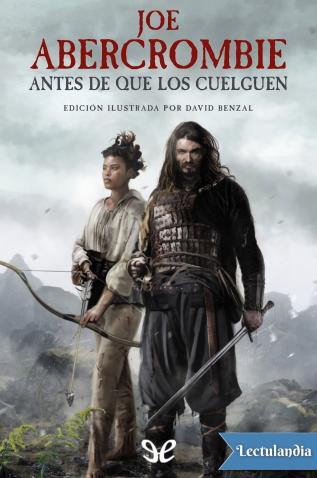 JOE
ABERCROMBIE
ANTES DE QUE LOS CUELGUEN
EDICIÓN ILUSTRADA POR DAVID BENZAL
Lectulandia